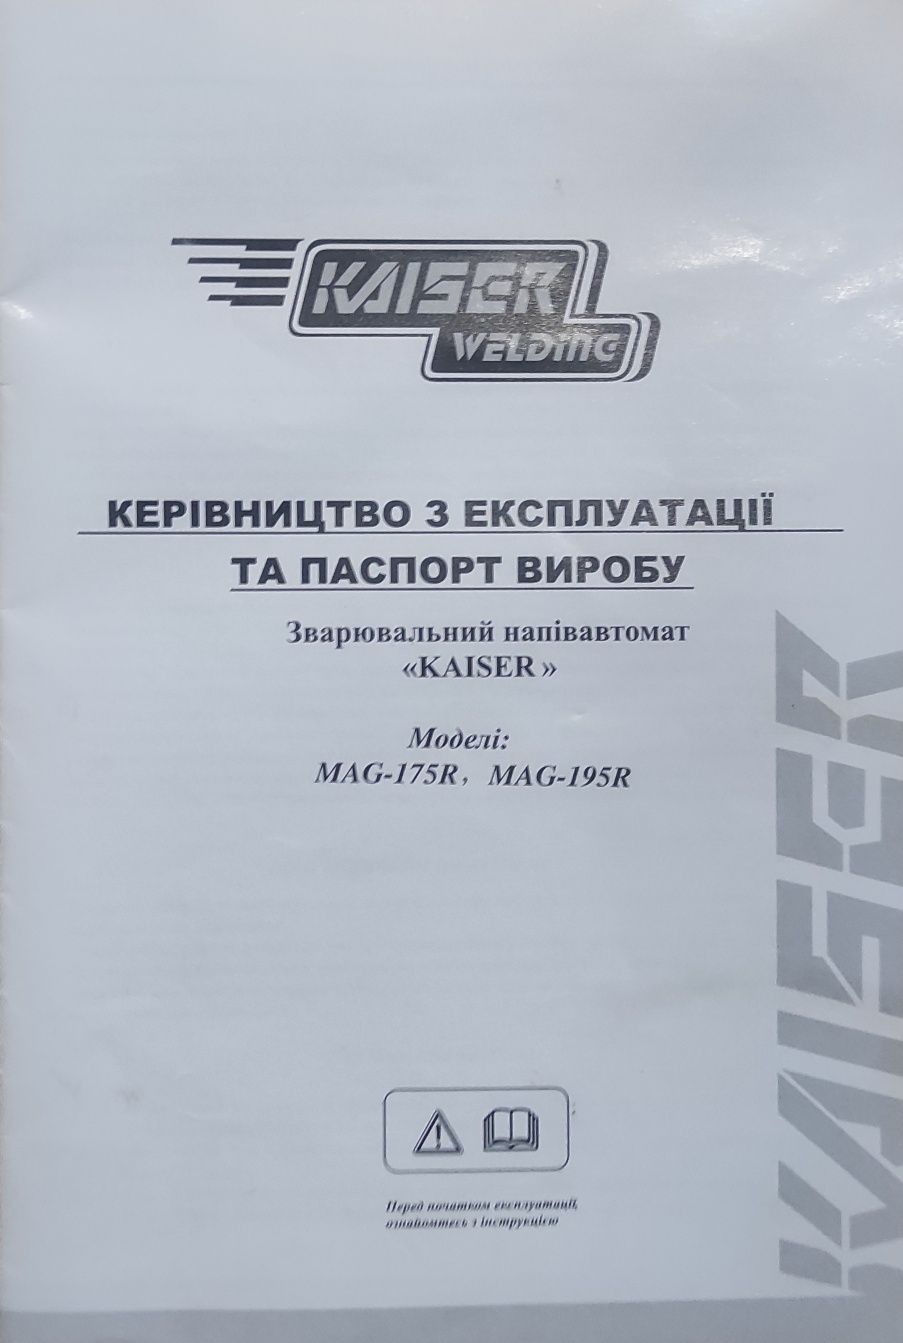 KAISER
WELDING
КЕРІВНИЦТВО З ЕКСПЛУАТАЦІЇ
ТА ПАСПОРТ ВИРОБУ
Зварювальний напівавтомат
«KAISER »
Моделі:
MAG-175R, MAG-195R
KAISER
Перед початком експлуатації,
ознайомтесь з інструкцією